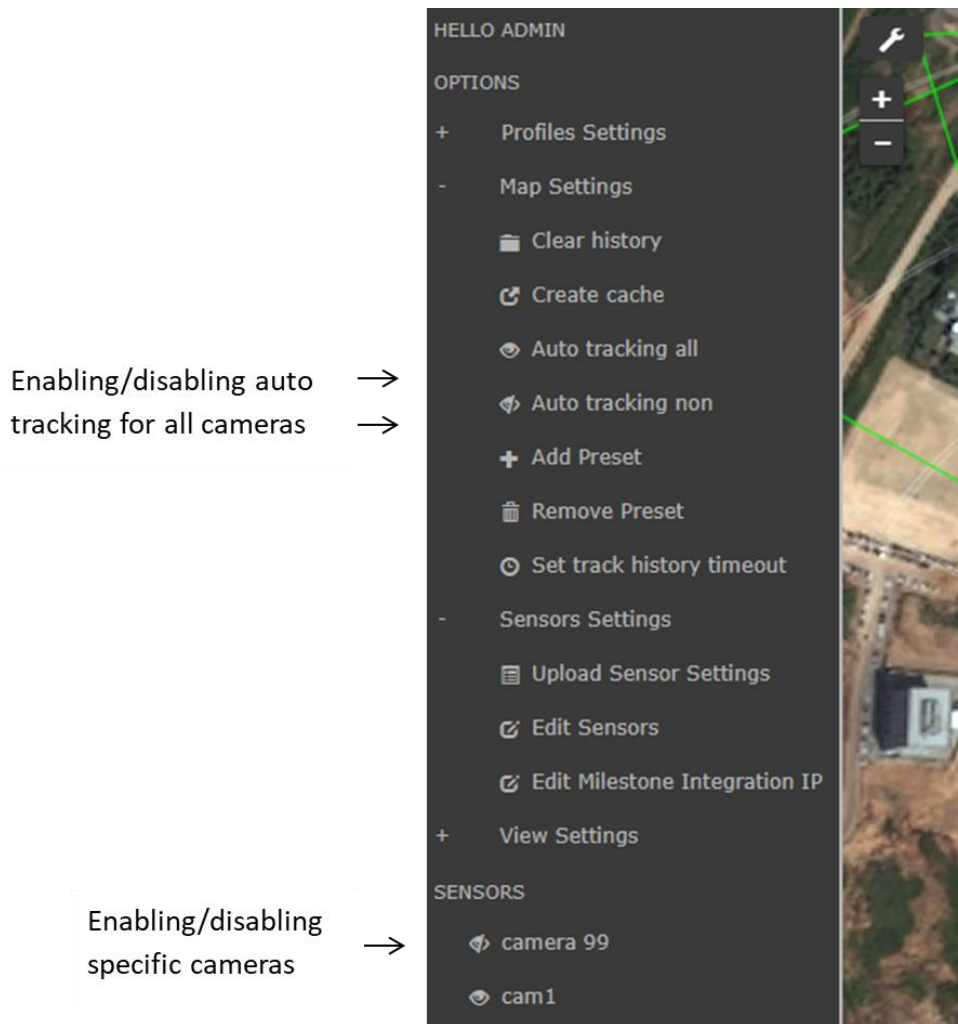 HELLO ADMIN
OPTIONS
+ Profiles Settings
- Map Settings
Clear history
Create cache
Auto tracking all
Auto tracking non
Add Preset
Remove Preset
Set track history timeout
- Sensors Settings
Upload Sensor Settings
Edit Sensors
Edit Milestone Integration IP
+ View Settings
SENSORS
camera 99
cam1
Enabling/disabling auto
tracking for all cameras
Enabling/disabling
specific cameras
+
−